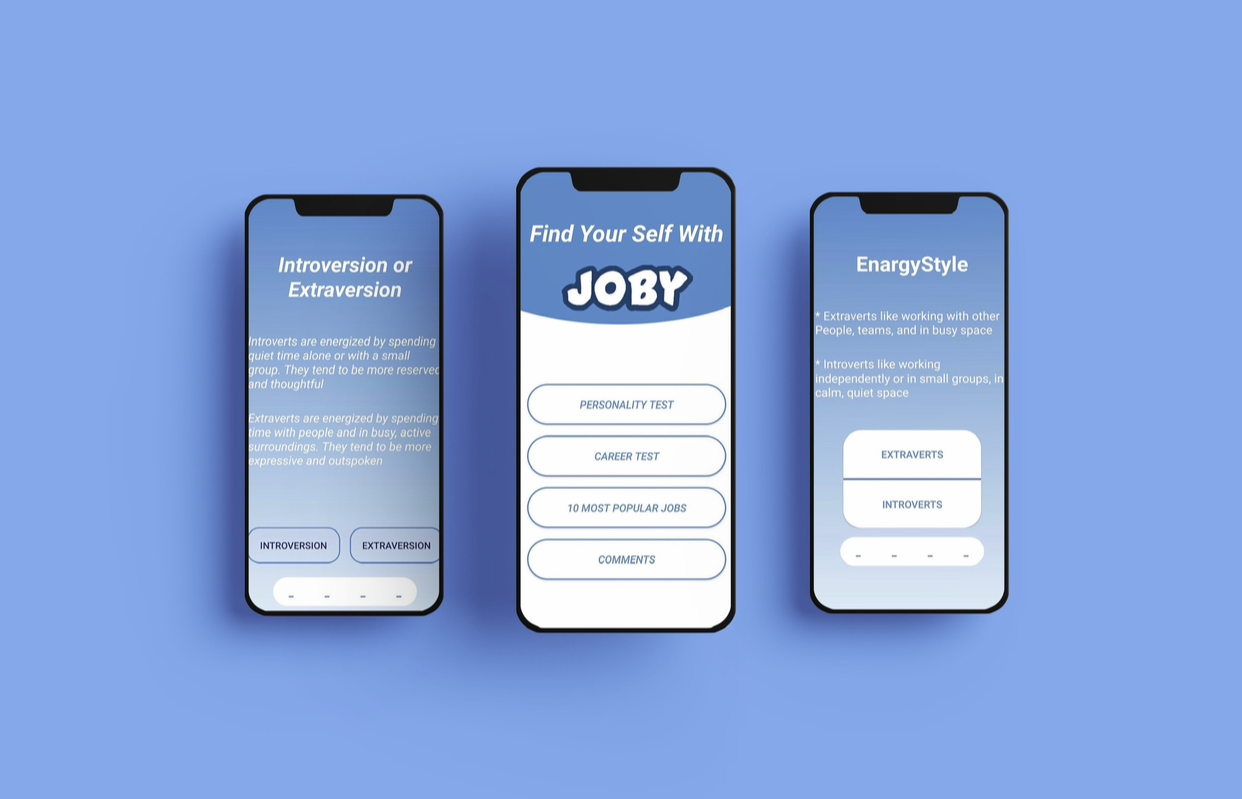 Introversion or
Extraversion
Introverts are energized by spending
quiet time alone or with a small
group. They tend to be more reserved
and thoughtful
Extraverts are energized by spending
time with people and in busy, active
surroundings. They tend to be more
expressive and outspoken
INTROVERSION
EXTRAVERSION
- - - -
Find Your Self With
JOBY
PERSONALITY TEST
CAREER TEST
10 MOST POPULAR JOBS
COMMENTS
EnargyStyle
* Extraverts like working with other
People, teams, and in busy space
* Introverts like working
independently or in small groups, in
calm, quiet space
EXTRAVERTS
INTROVERTS
- - - -